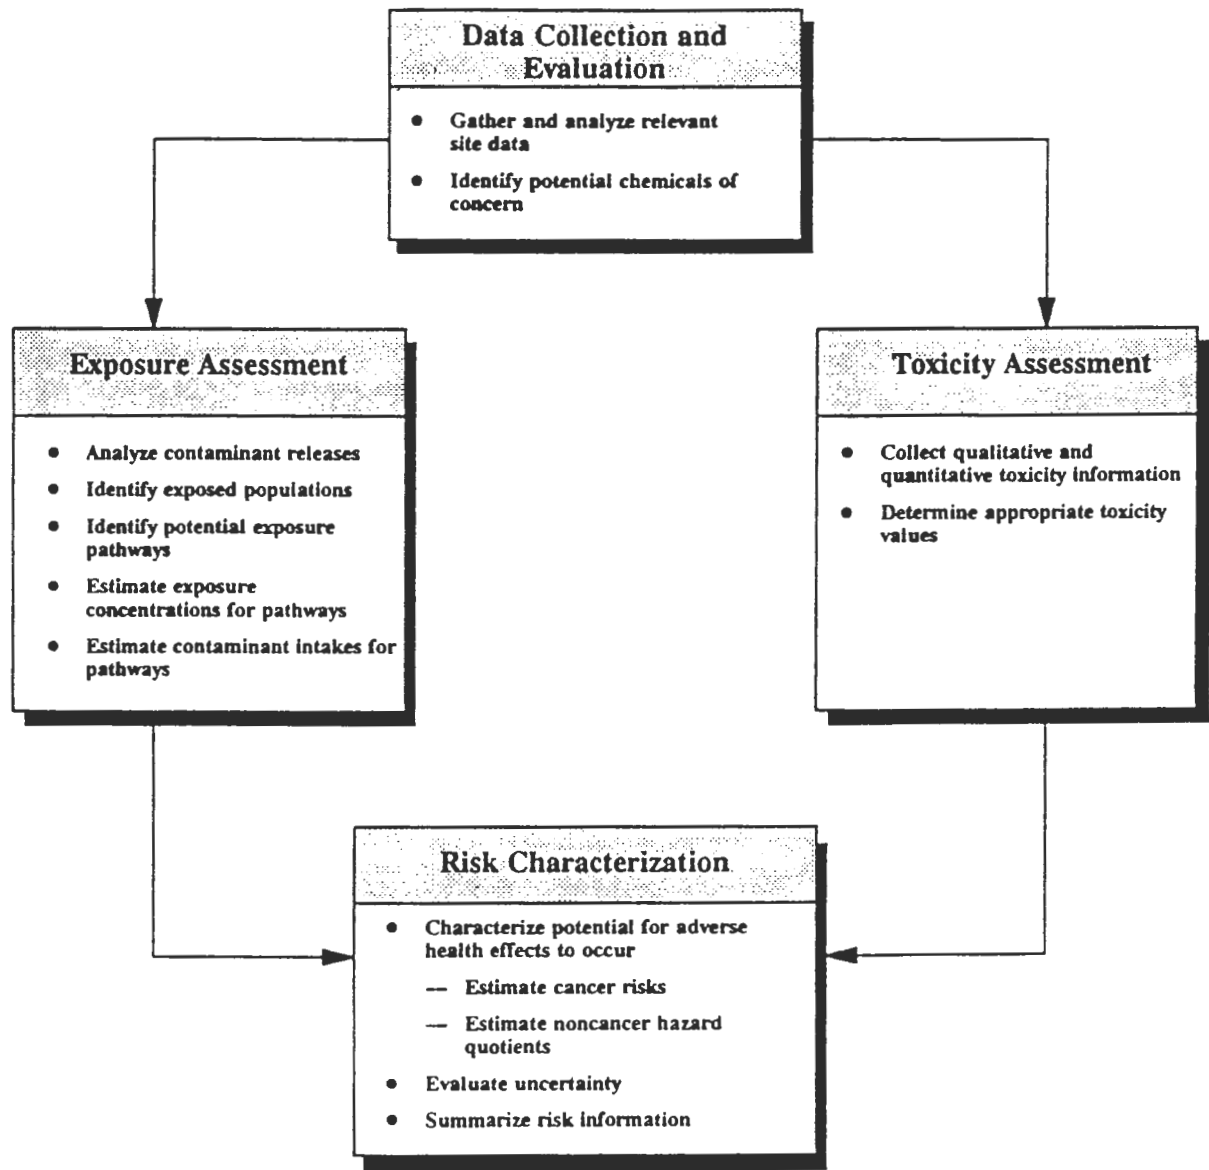 Data Collection and
Evaluation
• Gather and analyze relevant
site data
• Identify potential chemicals of
concern
Exposure Assessment
• Analyze contaminant releases
• Identify exposed populations
• Identify potential exposure
pathways
• Estimate exposure
concentrations for pathways
• Estimate contaminant intakes for
pathways
Toxicity Assessment
• Collect qualitative and
quantitative toxicity information
• Determine appropriate toxicity
values
Risk Characterization
• Characterize potential for adverse
health effects to occur
— Estimate cancer risks
— Estimate noncancer hazard
quotients
• Evaluate uncertainty
• Summarize risk information